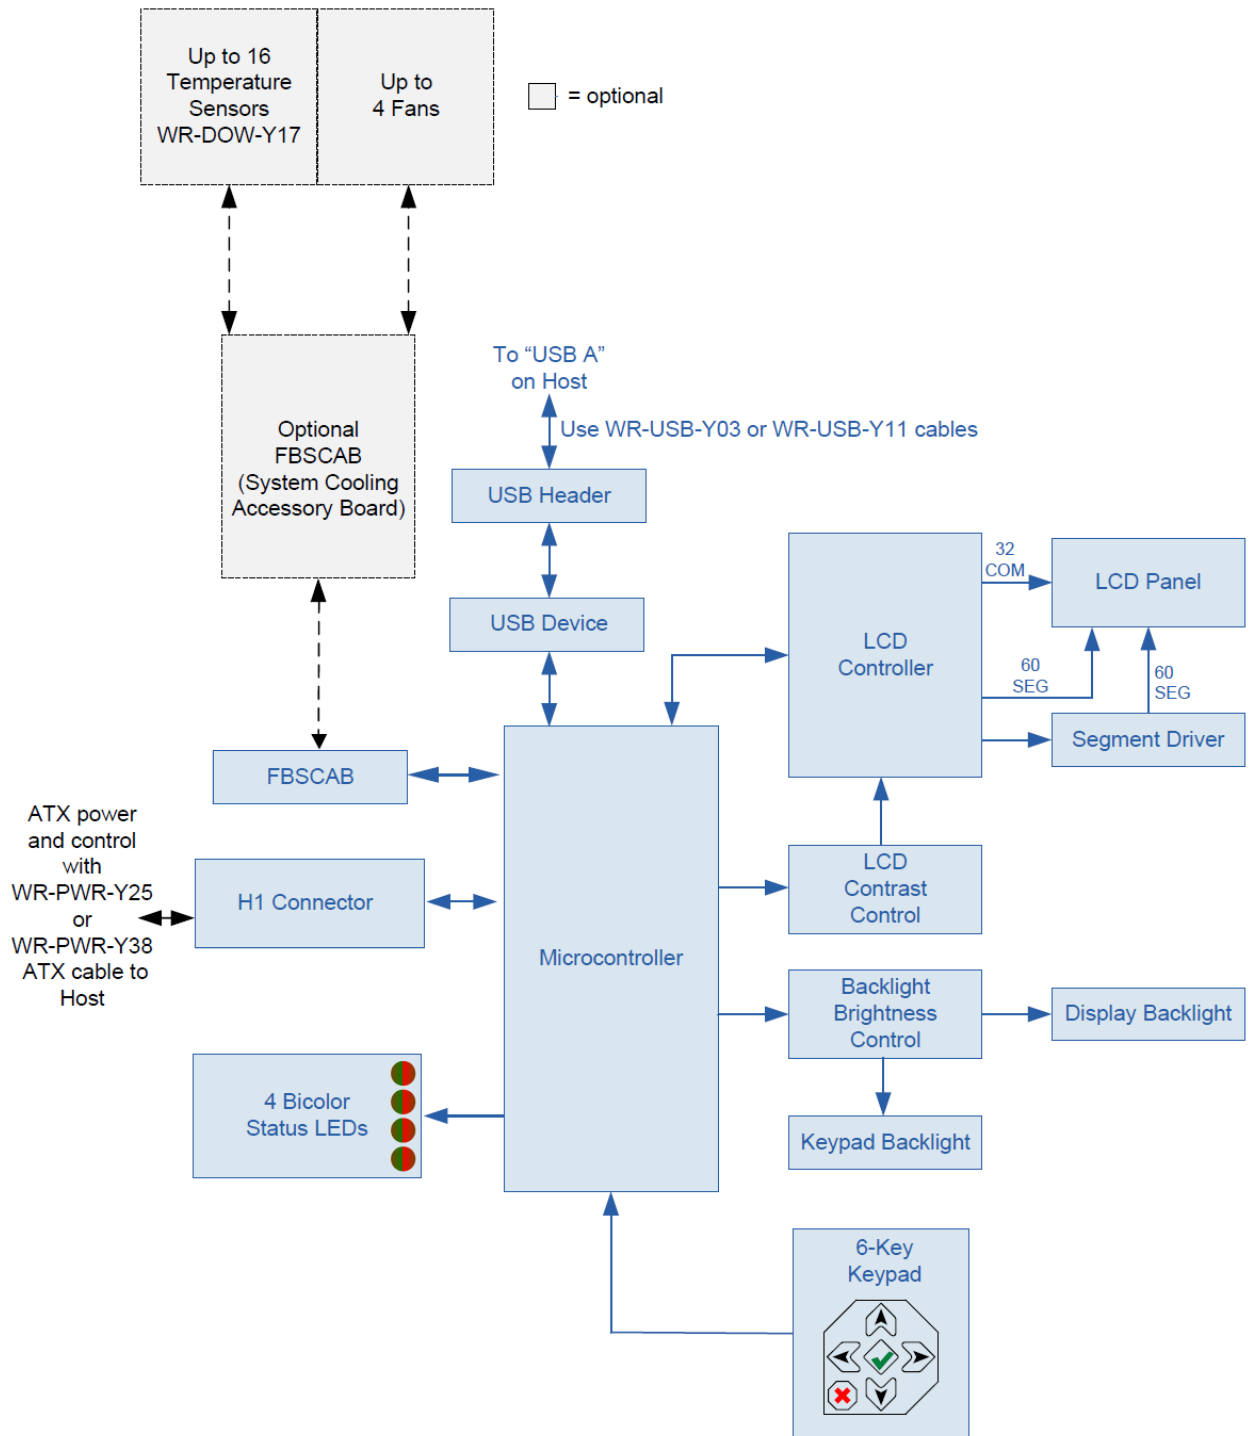 Up to 16
Temperature
Sensors
WR-DOW-Y17
Up to
4 Fans
= optional
Optional
FBSCAB
(System Cooling
Accessory Board)
To “USB A”
on Host
Use WR-USB-Y03 or WR-USB-Y11 cables
USB Header
USB Device
LCD
Controller
32
COM
LCD Panel
60
SEG
60
SEG
Segment Driver
FBSCAB
ATX power
and control
with
WR-PWR-Y25
or
WR-PWR-Y38
ATX cable to
Host
H1 Connector
Microcontroller
LCD
Contrast
Control
Backlight
Brightness
Control
Display Backlight
Keypad Backlight
4 Bicolor
Status LEDs
6-Key
Keypad